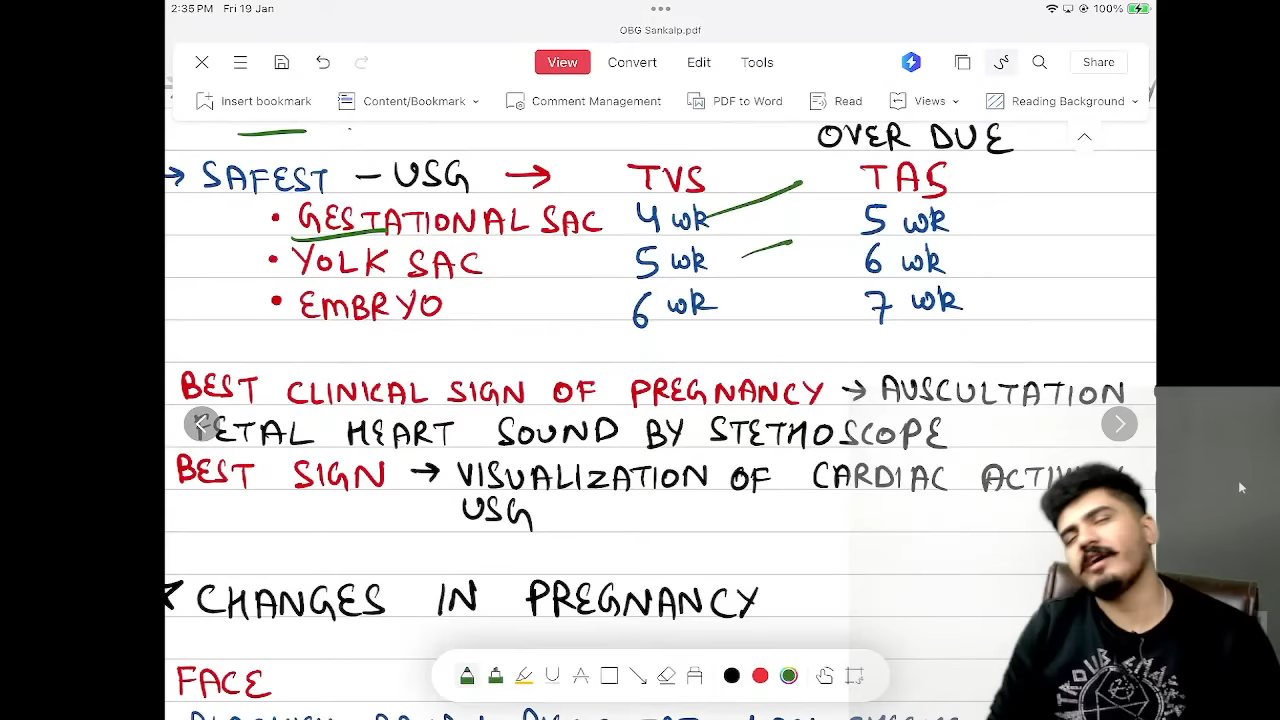 2:35 PM Fri 19 Jan
100%
OBG Sankalp.pdf
View Convert Edit Tools Share
Insert bookmark Content/Bookmark Comment Management PDF to Word Read Views Reading Background
OVER DUE
→ SAFEST – USG → TVS TAS
• GESTATIONAL SAC 4 wk 5 wk
• YOLK SAC 5 wk 6 wk
• EMBRYO 6 wk 7 wk
BEST CLINICAL SIGN OF PREGNANCY → AUSCULTATION
FETAL HEART SOUND BY STETHOSCOPE
BEST SIGN → VISUALIZATION OF CARDIAC
USG
CHANGES IN PREGNANCY
FACE